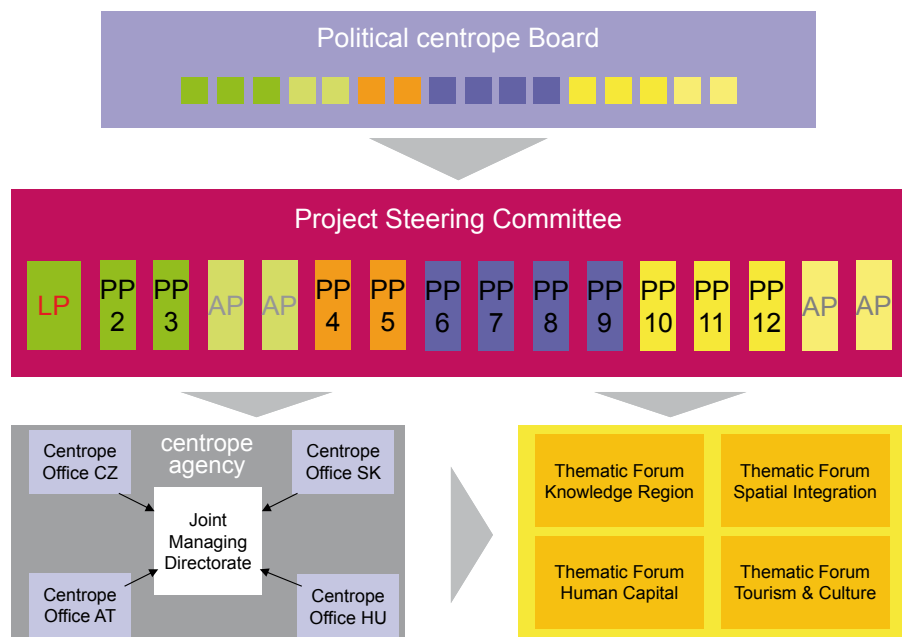 Political centrope Board
Project Steering Committee
LP
PP
2
PP
3
AP
AP
PP
4
PP
5
PP
6
PP
7
PP
8
PP
9
PP
10
PP
11
PP
12
AP
AP
centrope
agency
Centrope
Office CZ
Centrope
Office SK
Joint
Managing
Directorate
Centrope
Office AT
Centrope
Office HU
Thematic Forum
Knowledge Region
Thematic Forum
Spatial Integration
Thematic Forum
Human Capital
Thematic Forum
Tourism & Culture